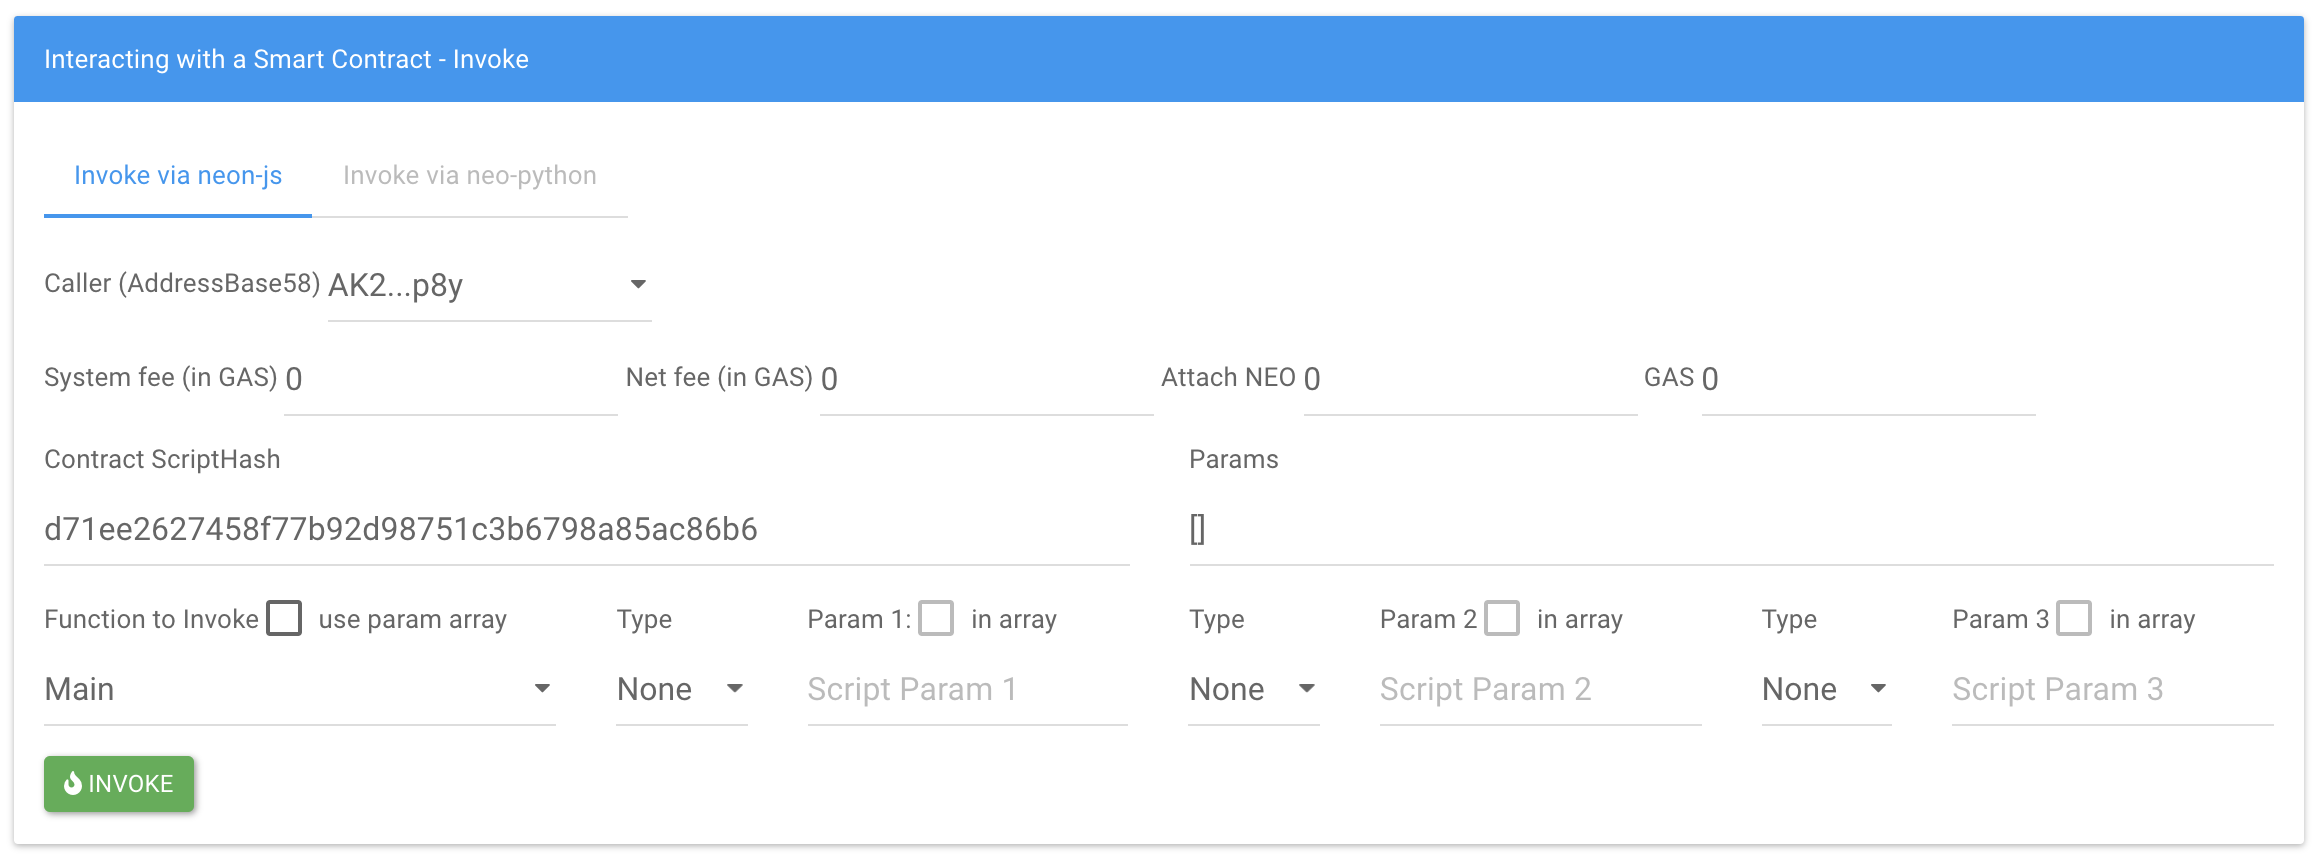 Interacting with a Smart Contract - Invoke
Invoke via neon-js Invoke via neo-python
Caller (AddressBase58) AK2...p8y
System fee (in GAS) 0 Net fee (in GAS) 0 Attach NEO 0 GAS 0
Contract ScriptHash Params
d71ee2627458f77b92d98751c3b6798a85ac86b6 []
Function to Invoke use param array Type Param 1: in array Type Param 2 in array Type Param 3 in array
Main None Script Param 1 None Script Param 2 None Script Param 3
INVOKE